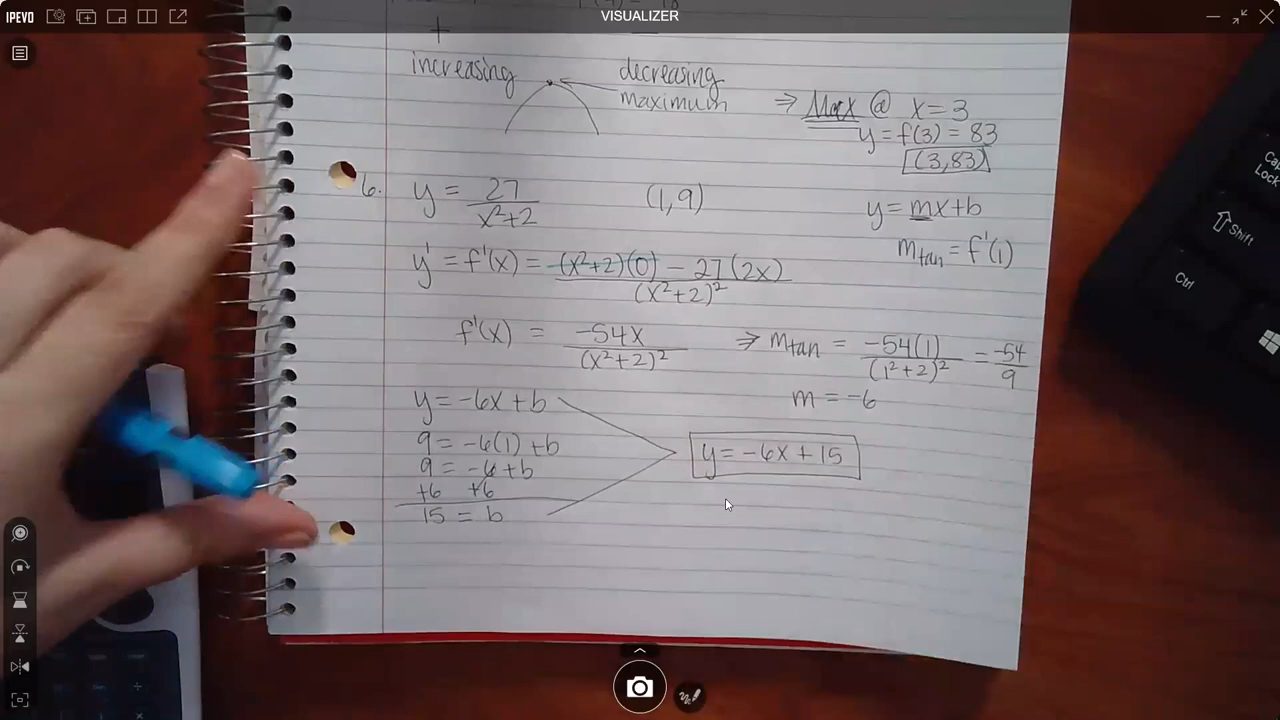 IPEVO
VISUALIZER
+
increasing
decreasing
maximum
⇒ Max @ x = 3
y = f(3) = 83
(3,83)
6. y = 27/(x²+2) (1,9)
y = mx+b
m_tan = f'(1)
y' = f'(x) = (x²+2)(0) - 27(2x) / (x²+2)²
f'(x) = -54x / (x²+2)² ⇒ m_tan = -54(1) / (1²+2)² = -54/9
m = -6
y = -6x + b
9 = -6(1) + b
9 = -6 + b
+6 +6
15 = b
y = -6x + 15
Shift
Ctrl